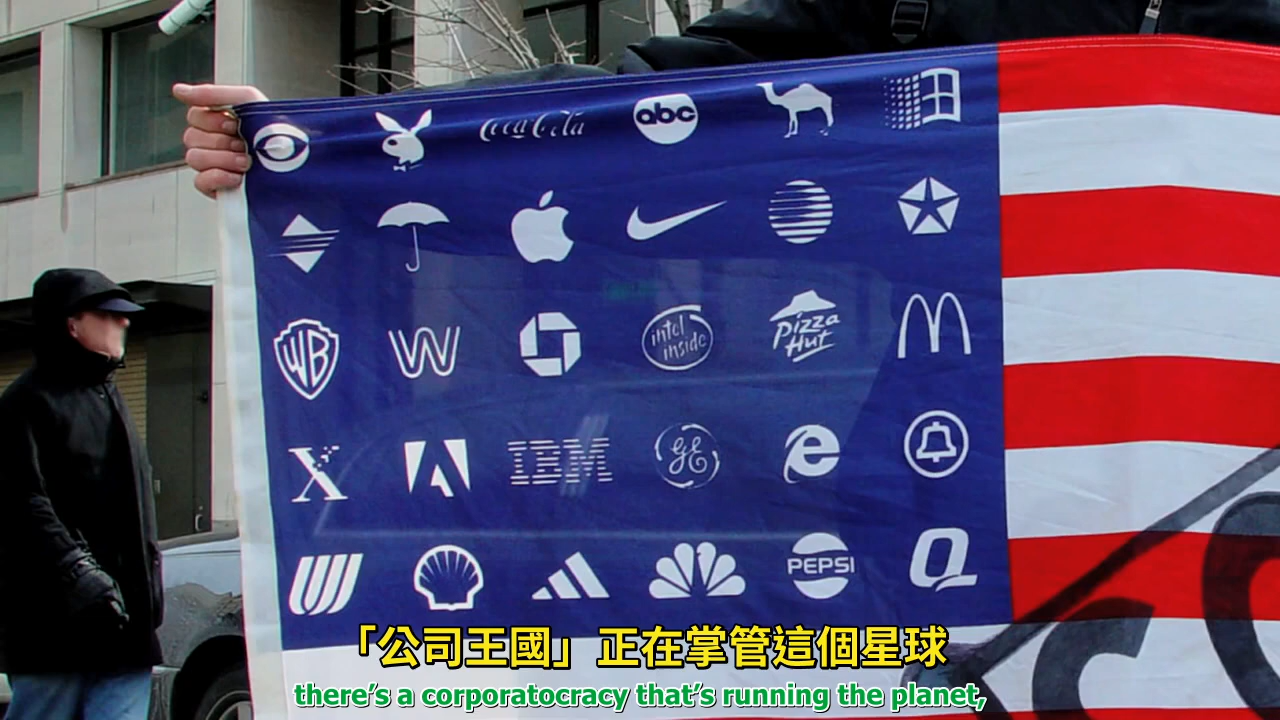 Coca-Cola
abc
WB
W
intel
inside
Pizza
Hut
M
X
IBM
GE
e
PEPSI
Q
「公司王國」正在掌管這個星球
there's a corporatocracy that's running the planet,